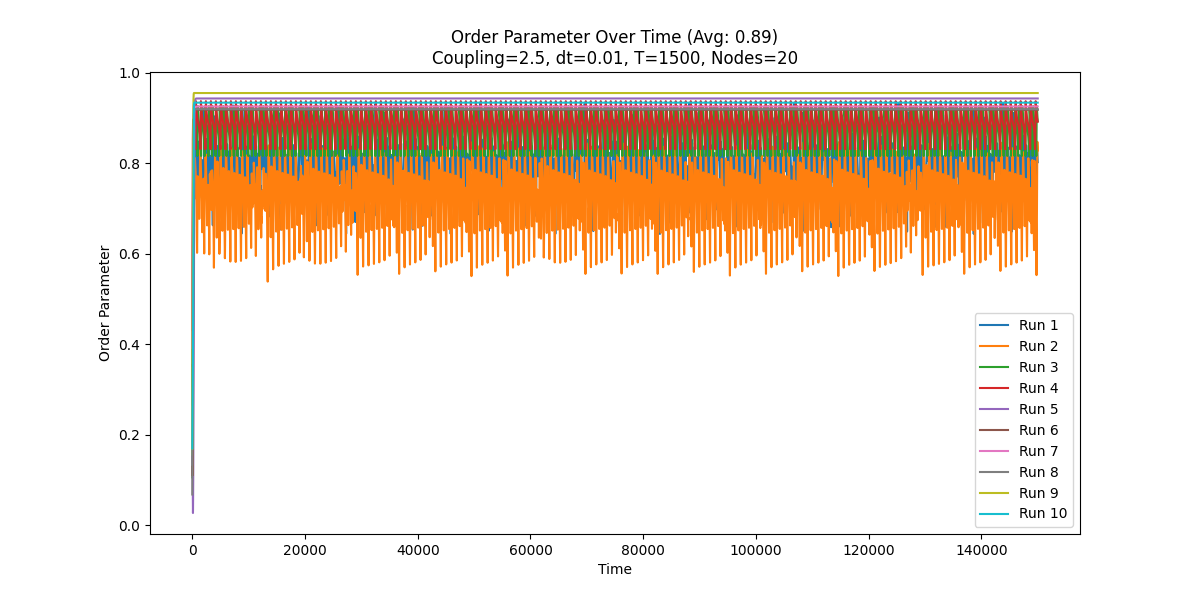 Order Parameter Over Time (Avg: 0.89)
Coupling=2.5, dt=0.01, T=1500, Nodes=20
Order Parameter
1.0
0.8
0.6
0.4
0.2
0.0
0 20000 40000 60000 80000 100000 120000 140000
Time
Run 1
Run 2
Run 3
Run 4
Run 5
Run 6
Run 7
Run 8
Run 9
Run 10